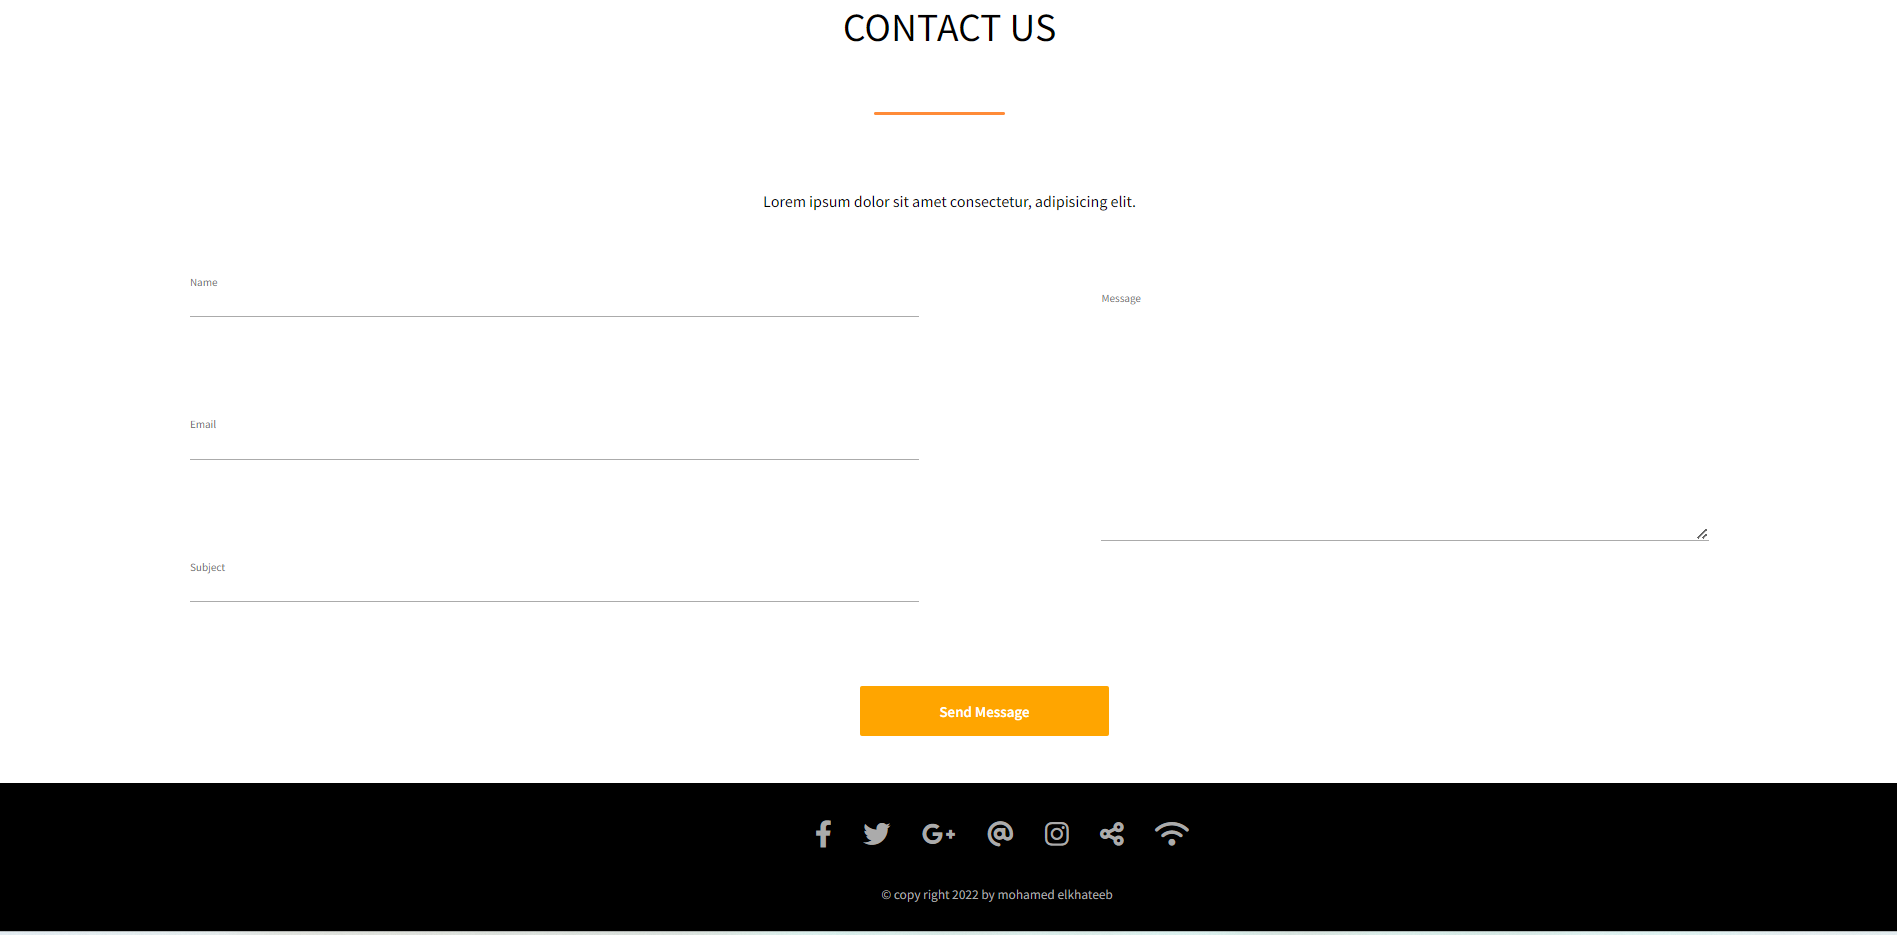 CONTACT US
Lorem ipsum dolor sit amet consectetur, adipisicing elit.
Name
Message
Email
Subject
Send Message
© copy right 2022 by mohamed elkhateeb